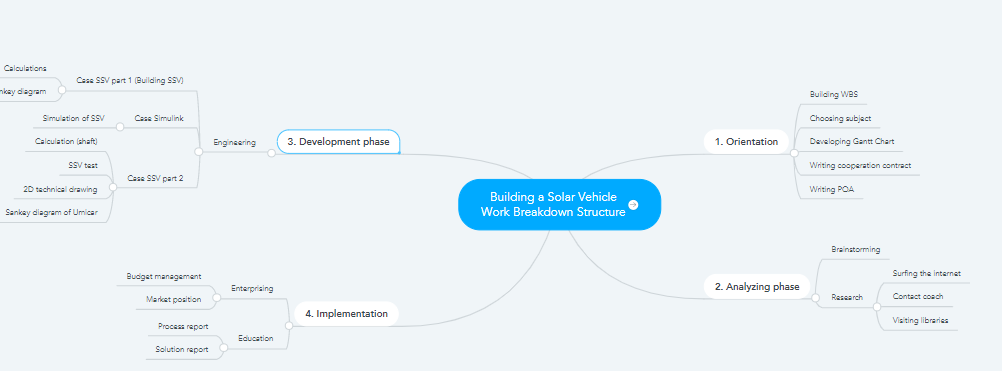 Building a Solar Vehicle
Work Breakdown Structure
1. Orientation
Building WBS
Choosing subject
Developing Gantt Chart
Writing cooperation contract
Writing POA
2. Analyzing phase
Brainstorming
Research
Surfing the internet
Contact coach
Visiting libraries
3. Development phase
Engineering
Case SSV part 1 (Building SSV)
Calculations
diagram
Case Simulink
Simulation of SSV
Case SSV part 2
Calculation (shaft)
SSV test
2D technical drawing
Sankey diagram of Umicar
4. Implementation
Enterprising
Budget management
Market position
Education
Process report
Solution report